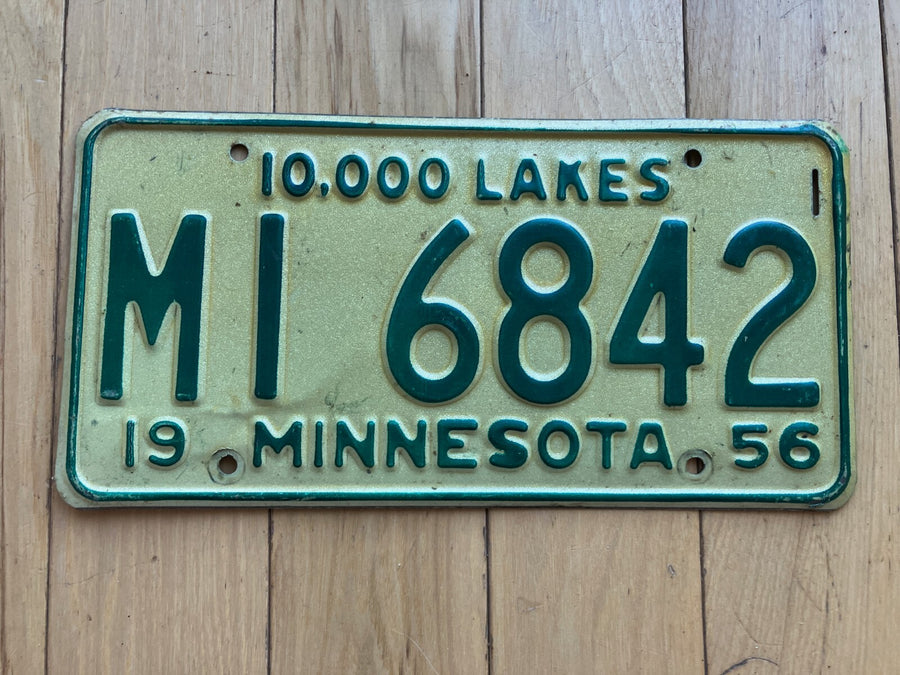 10,000 LAKES
MI 6842
19 MINNESOTA 56